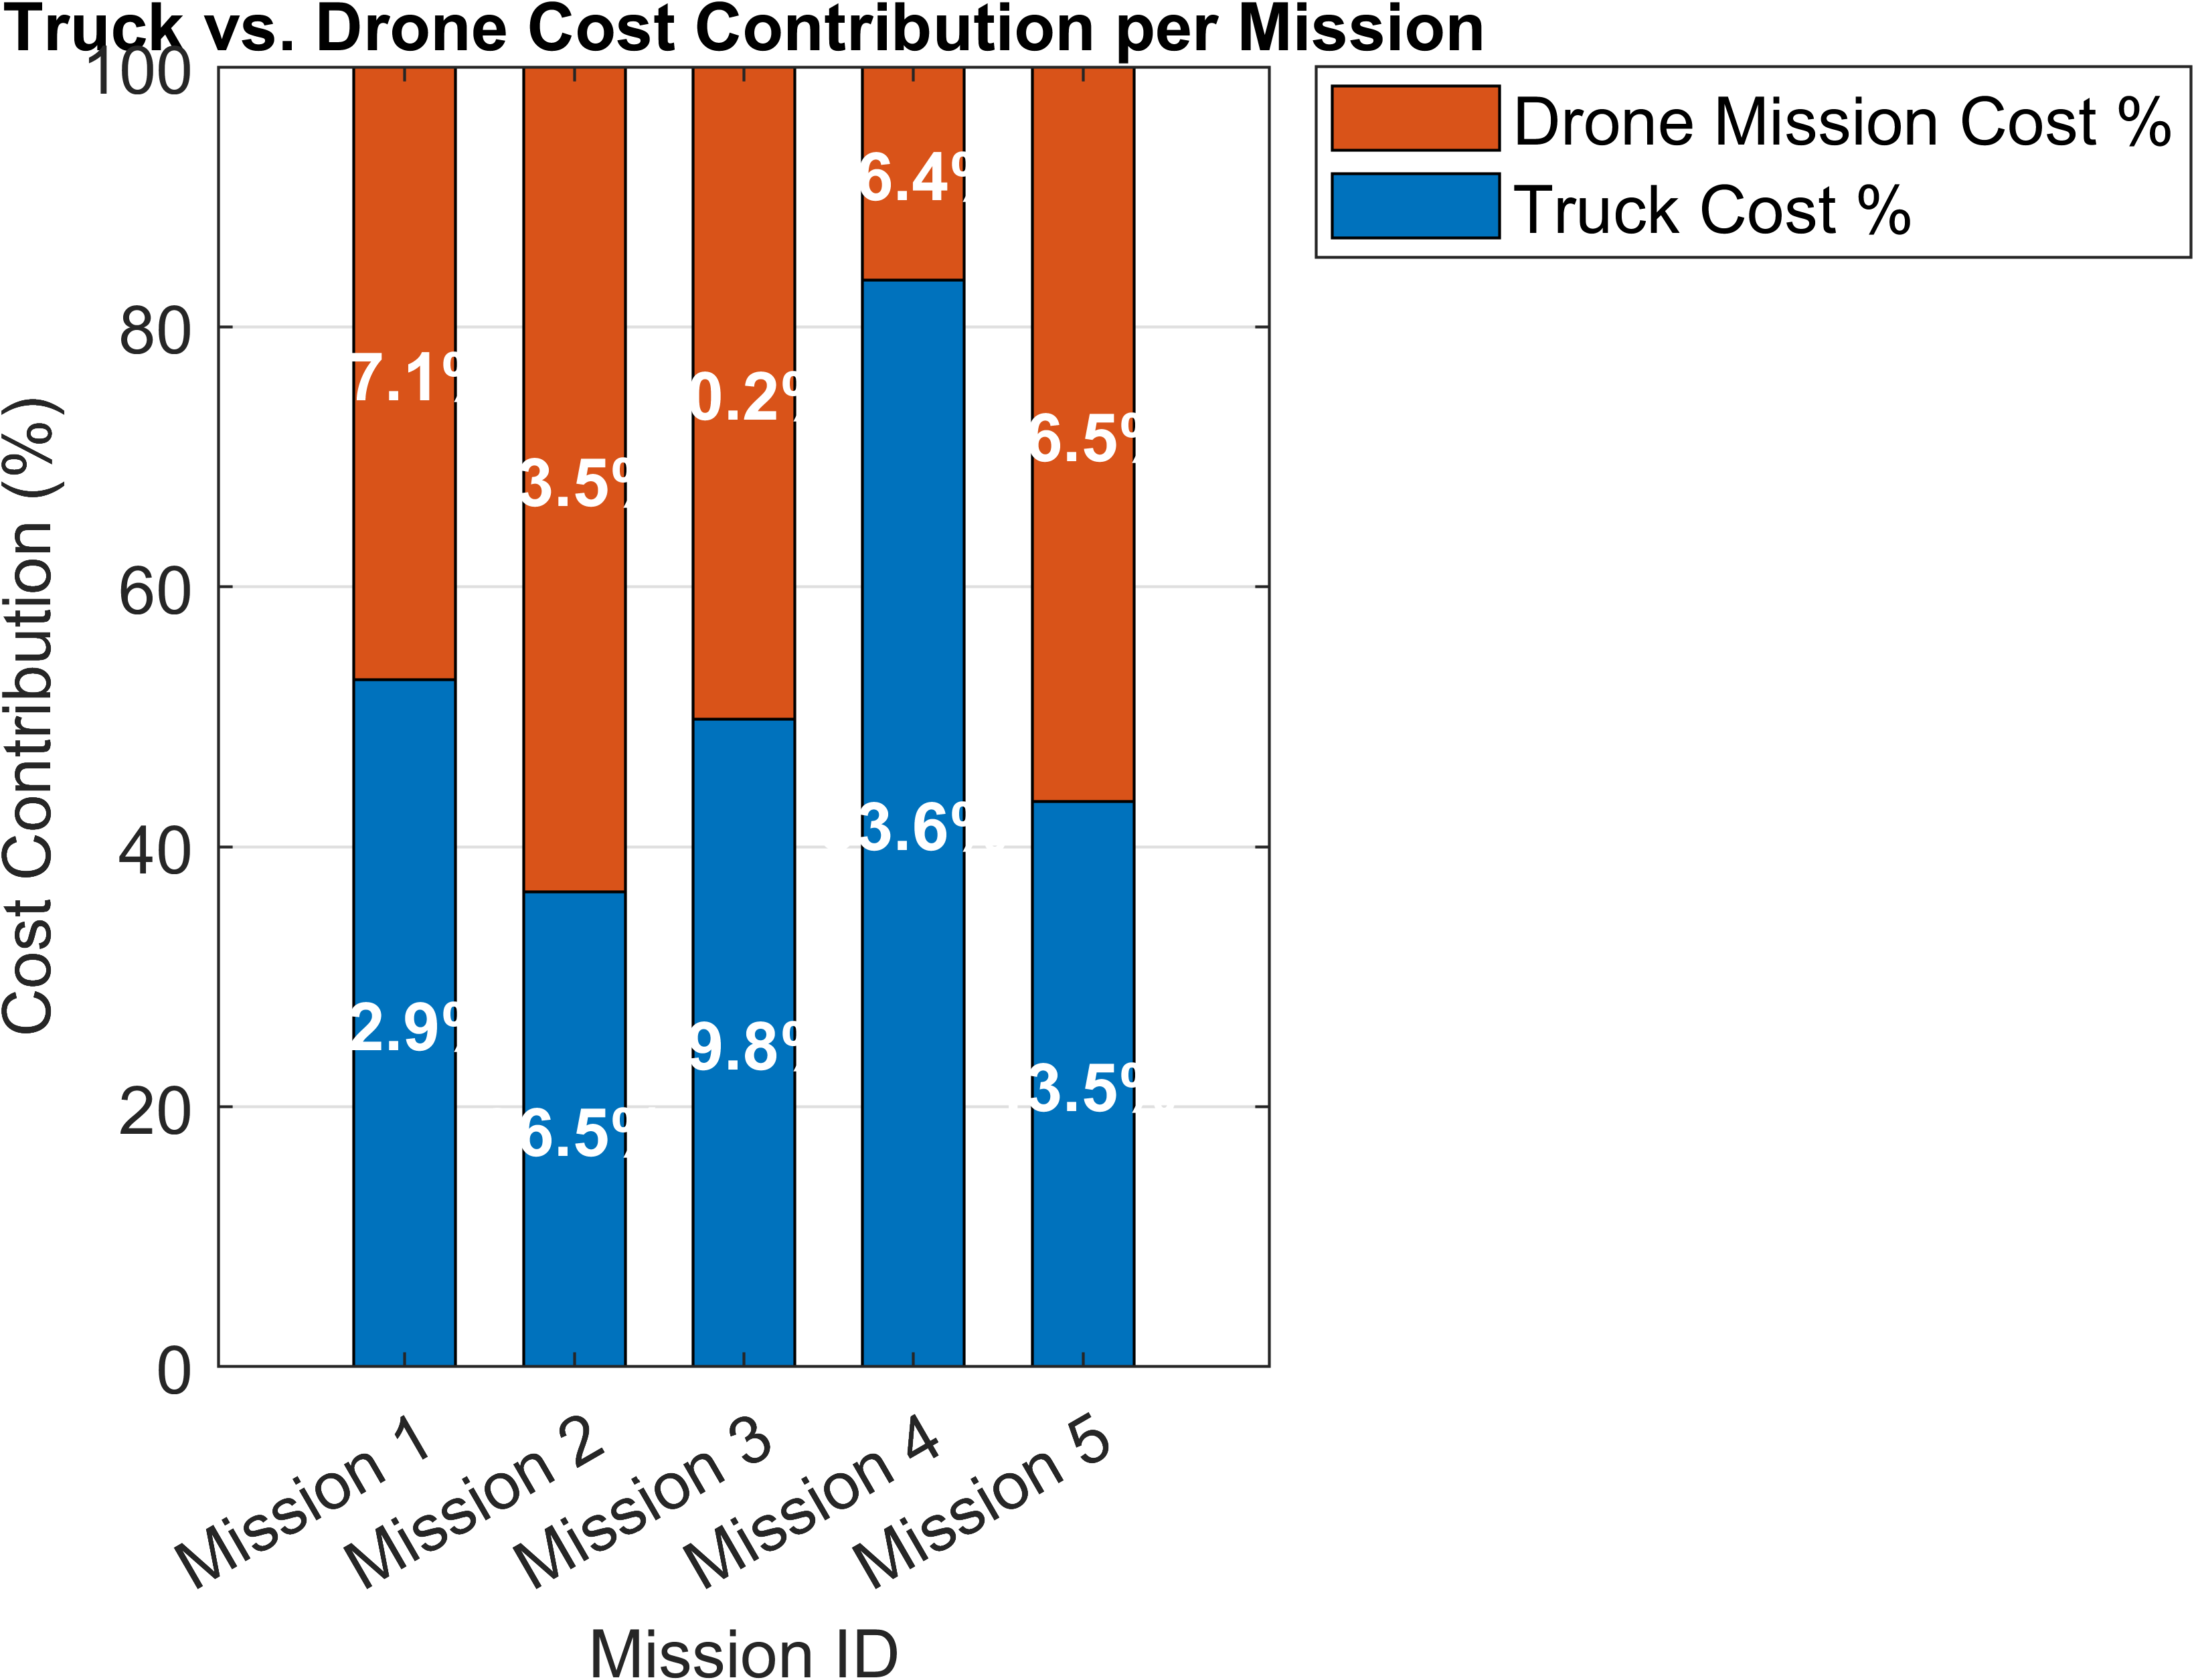 Truck vs. Drone Cost Contribution per Mission
Drone Mission Cost %
Truck Cost %
Cost Contribution (%)
100
80
60
40
20
0
7.1%
3.5%
0.2%
6.4%
6.5%
2.9%
6.5%
9.8%
3.6%
3.5%
Mission 1
Mission 2
Mission 3
Mission 4
Mission 5
Mission ID